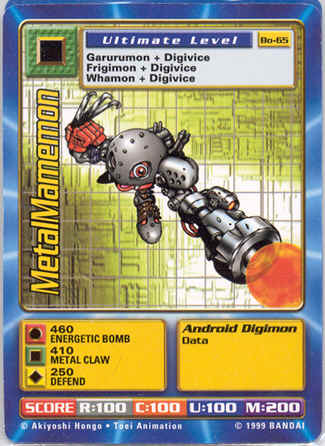 Ultimate Level Bo-65
Garurumon + Digivice
Frigimon + Digivice
Whamon + Digivice
MetalMamemon
460
ENERGETIC BOMB
410
METAL CLAW
250
DEFEND
Android Digimon
Data
SCORE R:100 C:100 U:100 M:200
© Akiyoshi Hongo • Toei Animation © 1999 BANDAI